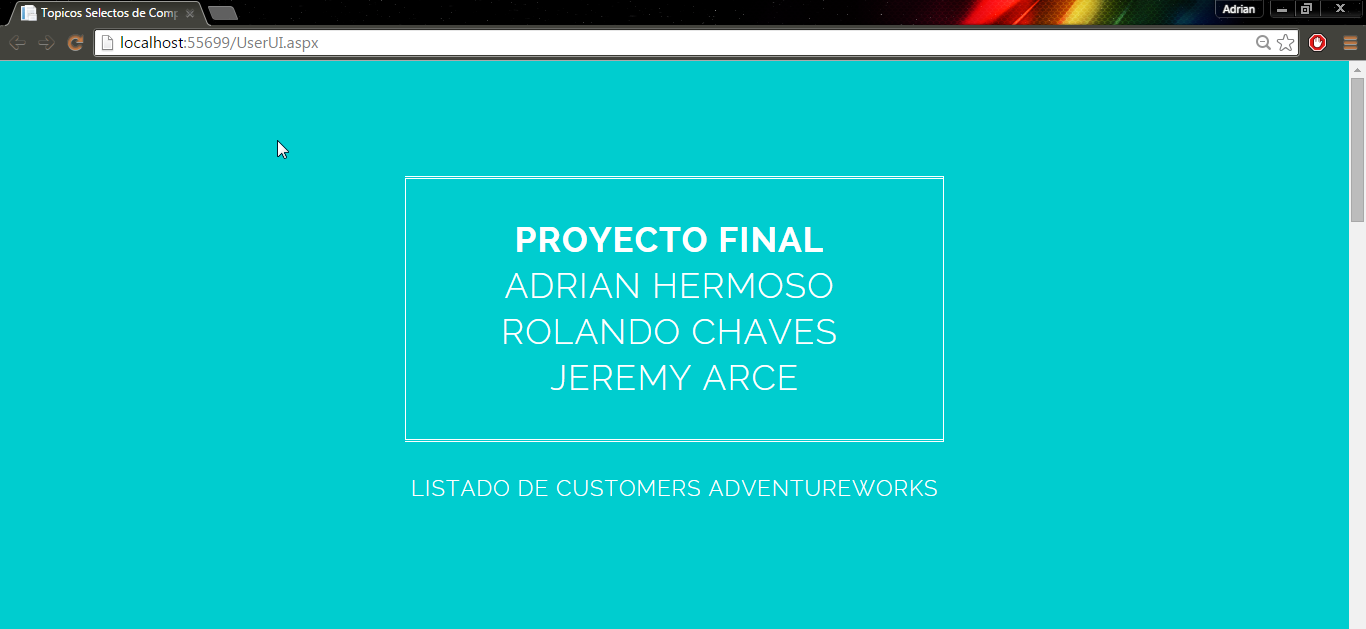 Topicos Selectos de Comp
Adrian
localhost:55699/UserUI.aspx
PROYECTO FINAL
ADRIAN HERMOSO
ROLANDO CHAVES
JEREMY ARCE
LISTADO DE CUSTOMERS ADVENTUREWORKS